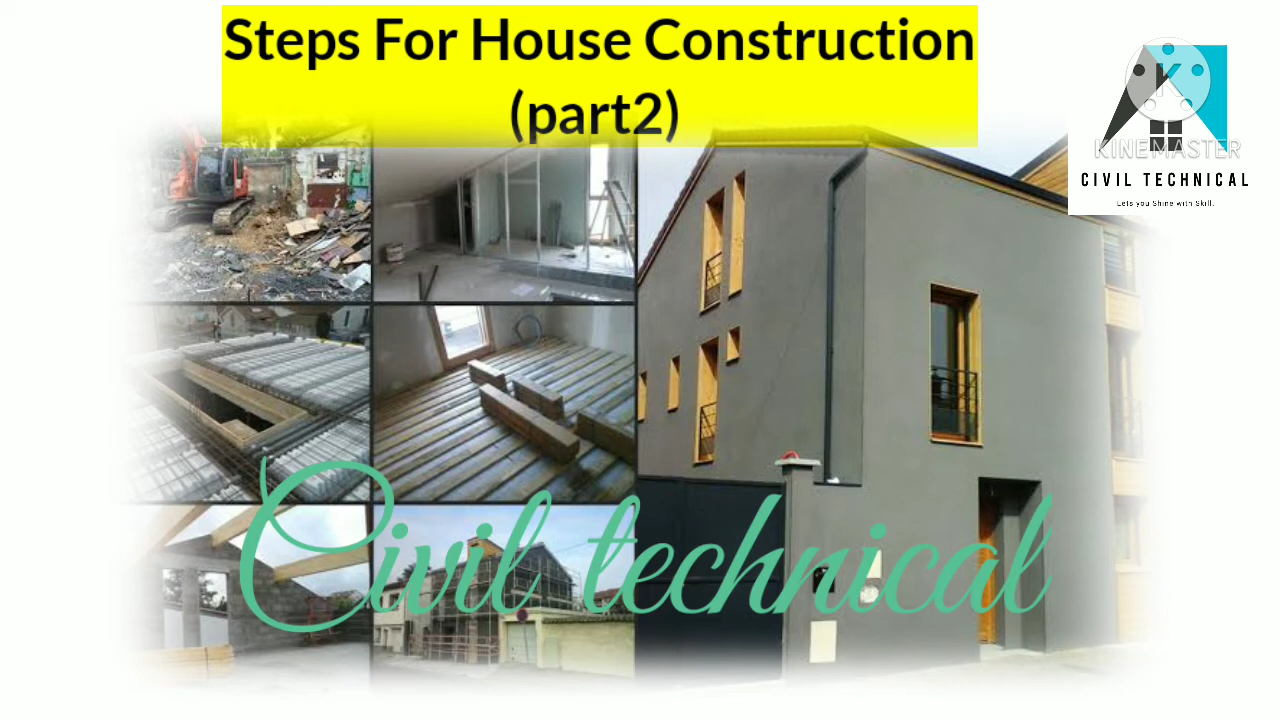 Steps For House Construction
(part2)
K
KINEMASTER
CIVIL TECHNICAL
Lets you Shine with Skill.
Civil technical